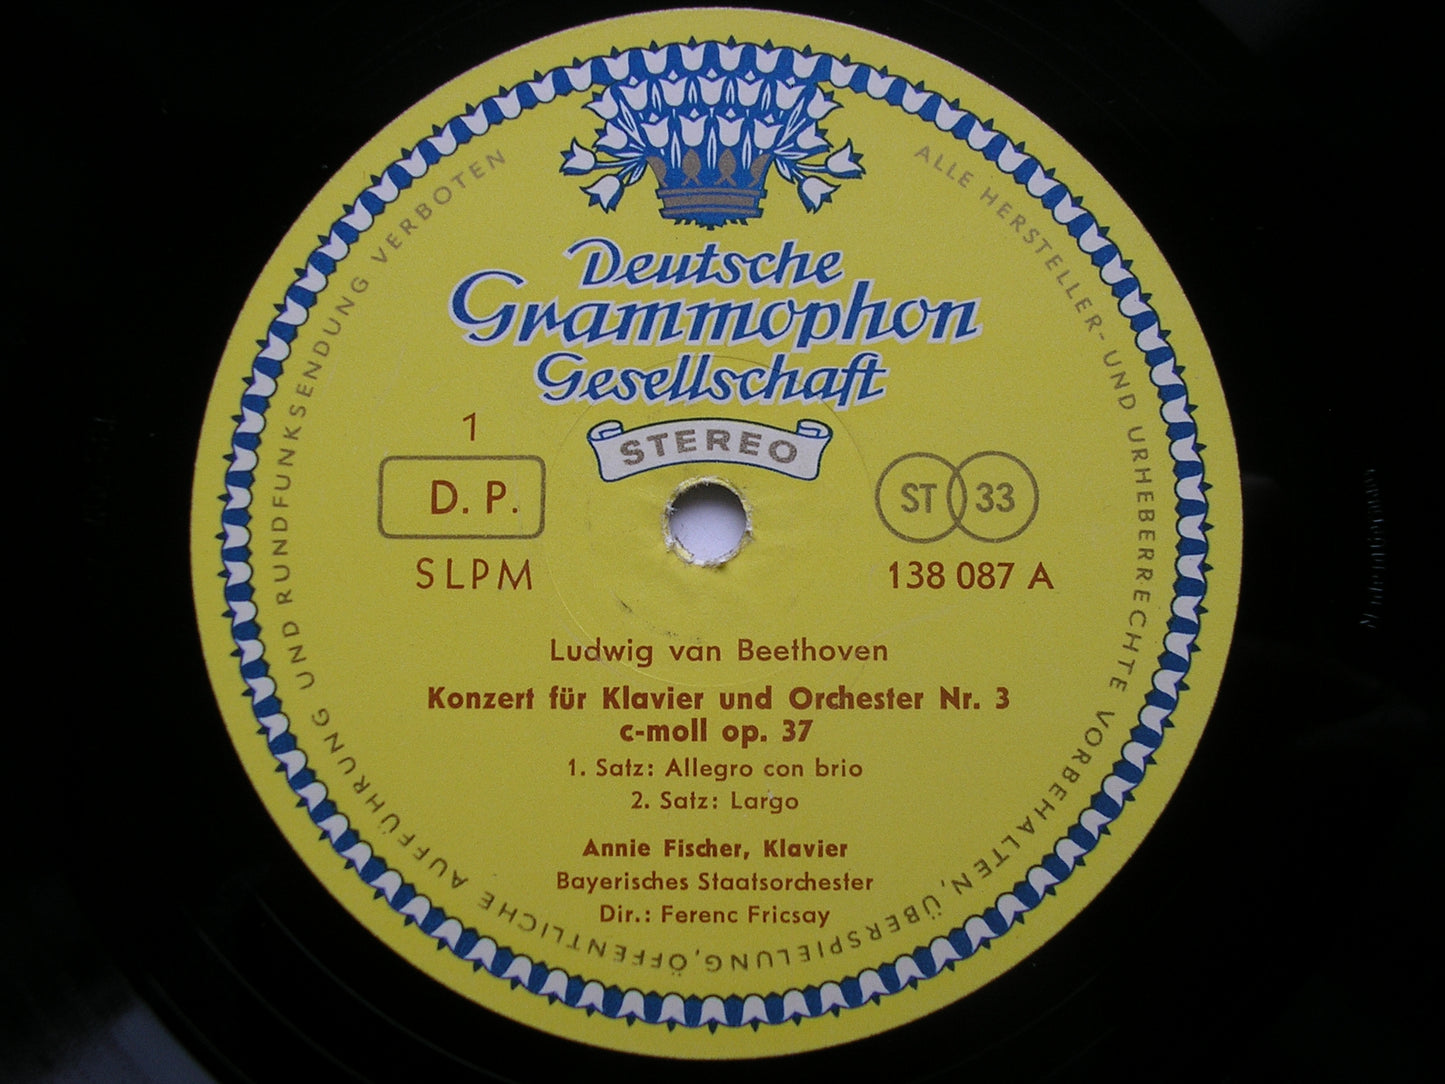 Deutsche
Grammophon
Gesellschaft
STEREO
1
D. P.
ST 33
SLPM
138 087 A
Ludwig van Beethoven
Konzert für Klavier und Orchester Nr. 3
c-moll op. 37
1. Satz: Allegro con brio
2. Satz: Largo
Annie Fischer, Klavier
Bayerisches Staatsorchester
Dir.: Ferenc Fricsay
ALLE HERSTELLER- UND URHEBERRECHTE VORBEHALTEN, ÜBERSPIELUNG, ÖFFENTLICHE AUFFÜHRUNG UND RUNDFUNKSENDUNG VERBOTEN